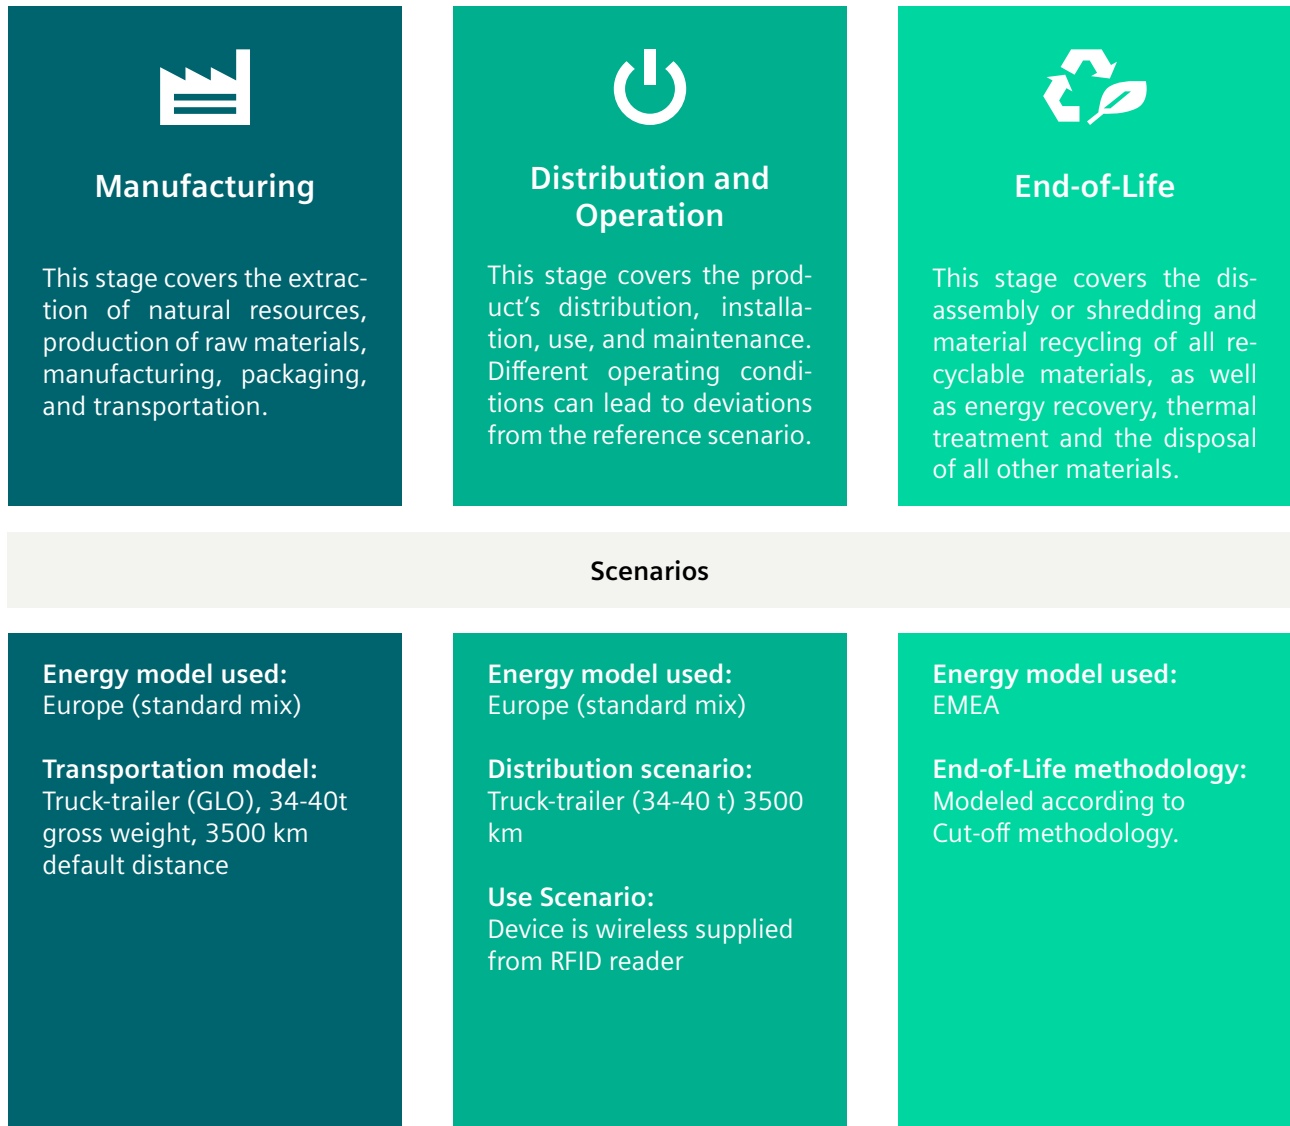 Manufacturing
This stage covers the extrac-
tion of natural resources,
production of raw materials,
manufacturing, packaging,
and transportation.
Distribution and
Operation
This stage covers the prod-
uct's distribution, installa-
tion, use, and maintenance.
Different operating condi-
tions can lead to deviations
from the reference scenario.
End-of-Life
This stage covers the dis-
assembly or shredding and
material recycling of all re-
cyclable materials, as well
as energy recovery, thermal
treatment and the disposal
of all other materials.
Scenarios
Energy model used:
Europe (standard mix)
Transportation model:
Truck-trailer (GLO), 34-40t
gross weight, 3500 km
default distance
Energy model used:
Europe (standard mix)
Distribution scenario:
Truck-trailer (34-40 t) 3500
km
Use Scenario:
Device is wireless supplied
from RFID reader
Energy model used:
EMEA
End-of-Life methodology:
Modeled according to
Cut-off methodology.